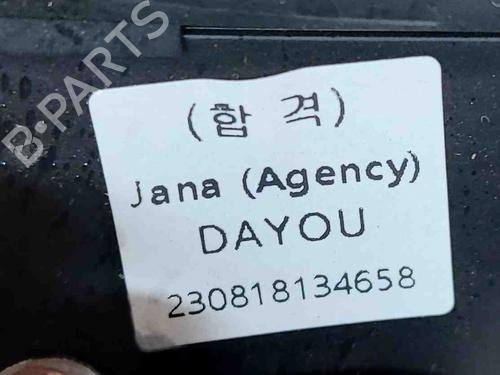 B-PARTS
(합 격)
Jana (Agency)
DAYOU
230818134658